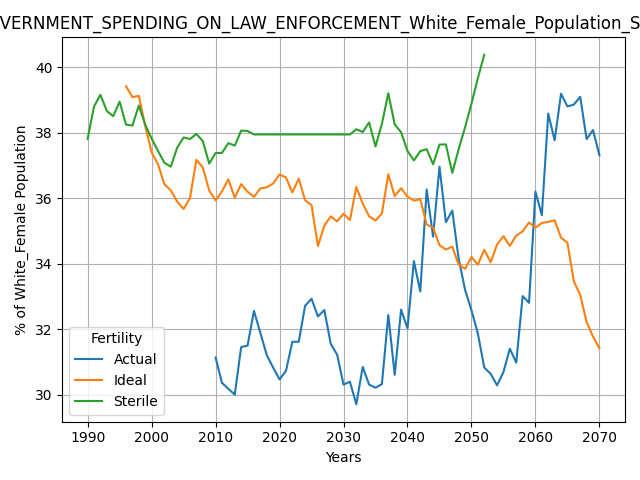 VERNMENT_SPENDING_ON_LAW_ENFORCEMENT_White_Female_Population_S
% of White_Female Population
40
38
36
34
32
30
Fertility
Actual
Ideal
Sterile
1990 2000 2010 2020 2030 2040 2050 2060 2070
Years